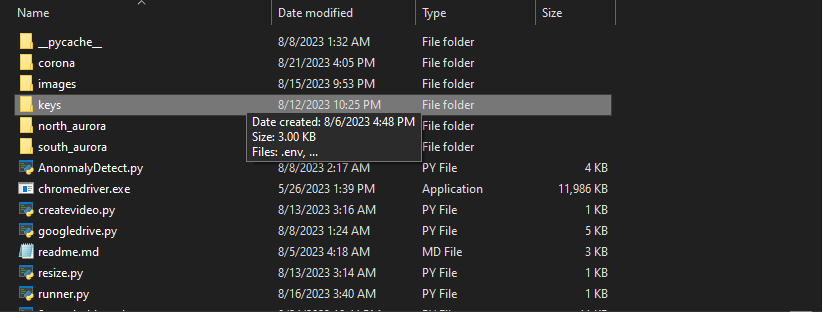 Name Date modified Type Size
__pycache__ 8/8/2023 1:32 AM File folder
corona 8/21/2023 4:05 PM File folder
images 8/15/2023 9:53 PM File folder
keys 8/12/2023 10:25 PM File folder
north_aurora File folder
south_aurora File folder
Date created: 8/6/2023 4:48 PM
Size: 3.00 KB
Files: .env, ...
AnonmalyDetect.py 8/8/2023 2:17 AM PY File 4 KB
chromedriver.exe 5/26/2023 1:39 PM Application 11,986 KB
createvideo.py 8/13/2023 3:16 AM PY File 1 KB
googledrive.py 8/8/2023 1:24 AM PY File 5 KB
readme.md 8/5/2023 4:18 AM MD File 3 KB
resize.py 8/13/2023 3:14 AM PY File 1 KB
runner.py 8/16/2023 3:40 AM PY File 1 KB